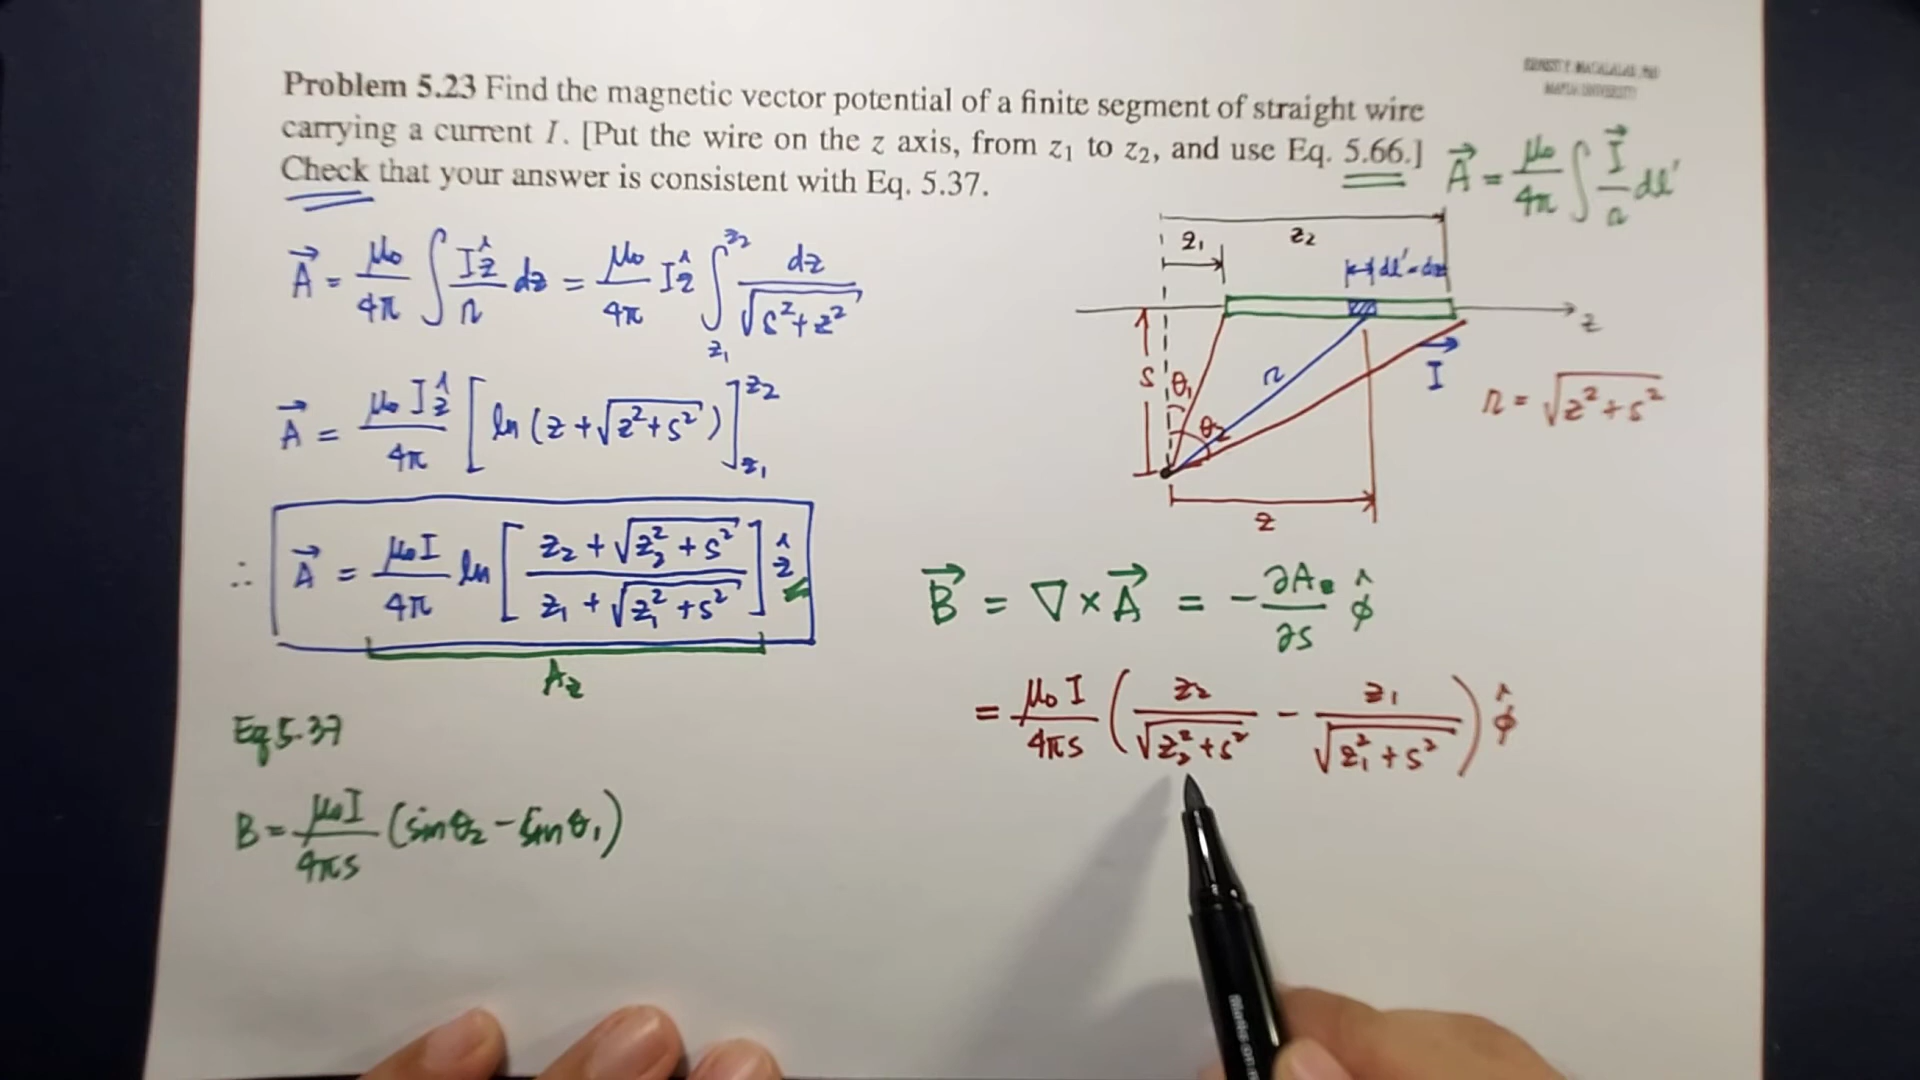 Problem 5.23 Find the magnetic vector potential of a finite segment of straight wire
carrying a current I. [Put the wire on the z axis, from z₁ to z₂, and use Eq. 5.66.]
Check that your answer is consistent with Eq. 5.37.
A⃗ = μ₀/4π ∫ I⃗/r dl'
A⃗ = μ₀/4π ∫ Iẑ/r dz = μ₀/4π Iẑ ∫_{z₁}^{z₂} dz/√(s²+z²)
A⃗ = μ₀Iẑ/4π [ln(z+√(z²+s²))]_{z₁}^{z₂}
∴ A⃗ = μ₀I/4π ln[(z₂+√(z₂²+s²))/(z₁+√(z₁²+s²))] ẑ
A_z
Eq 5.37
B = μ₀I/4πs (sinθ₂ - sinθ₁)
z₁
z₂
dl'=dz
z
I
s
θ₁
θ₂
r
z
r = √(z²+s²)
B⃗ = ∇×A⃗ = -∂A/∂s φ̂
= μ₀I/4πs (z₂/√(z₂²+s²) - z₁/√(z₁²+s²)) φ̂